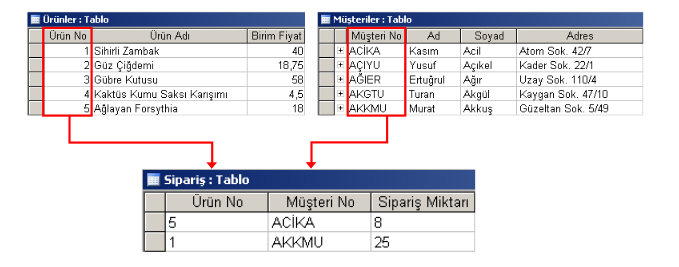 Ürünler : Tablo
Ürün No Ürün Adı Birim Fiyat
1 Sihirli Zambak 40
2 Güz Çiğdemi 18,75
3 Gübre Kutusu 58
4 Kaktüs Kumu Saksı Karışımı 4,5
5 Ağlayan Forsythia 18
Müşteriler : Tablo
Müşteri No Ad Soyad Adres
+ ACİKA Kasım Acil Atom Sok. 42/7
+ AÇIYU Yusuf Açıkel Kader Sok. 22/1
+ AĞIER Ertuğrul Ağır Uzay Sok. 110/4
+ AKGTU Turan Akgül Kaygan Sok. 47/10
+ AKKMU Murat Akkuş Güzeltan Sok. 5/49
Sipariş : Tablo
Ürün No Müşteri No Sipariş Miktarı
5 ACİKA 8
1 AKKMU 25